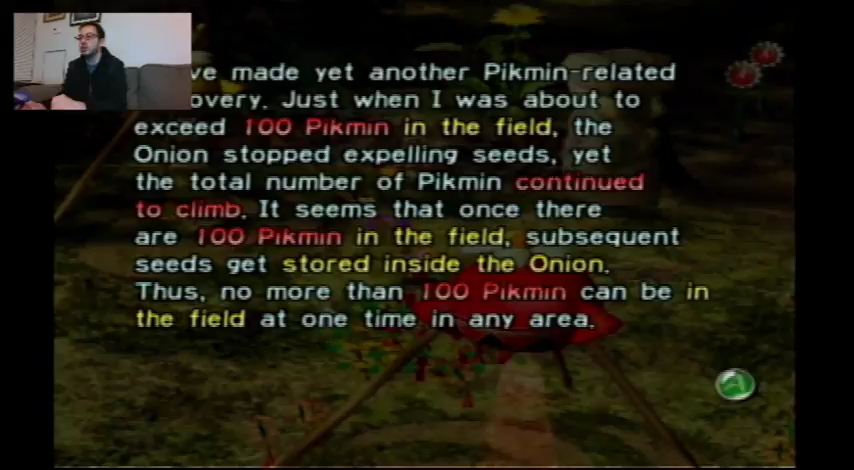 ve made yet another Pikmin-related
overy. Just when I was about to
exceed 100 Pikmin in the field, the
Onion stopped expelling seeds, yet
the total number of Pikmin continued
to climb. It seems that once there
are 100 Pikmin in the field, subsequent
seeds get stored inside the Onion.
Thus, no more than 100 Pikmin can be in
the field at one time in any area.
A